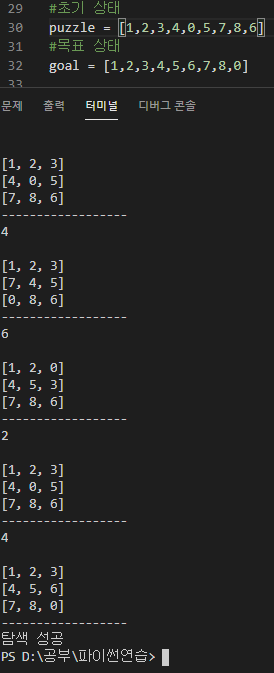 29 #초기 상태
30 puzzle = [1,2,3,4,0,5,7,8,6]
31 #목표 상태
32 goal = [1,2,3,4,5,6,7,8,0]
33
문제 출력 터미널 디버그 콘솔
[1, 2, 3]
[4, 0, 5]
[7, 8, 6]
------------------
4
[1, 2, 3]
[7, 4, 5]
[0, 8, 6]
------------------
6
[1, 2, 0]
[4, 5, 3]
[7, 8, 6]
------------------
2
[1, 2, 3]
[4, 0, 5]
[7, 8, 6]
------------------
4
[1, 2, 3]
[4, 5, 6]
[7, 8, 0]
------------------
탐색 성공
PS D:\공부\파이썬연습>